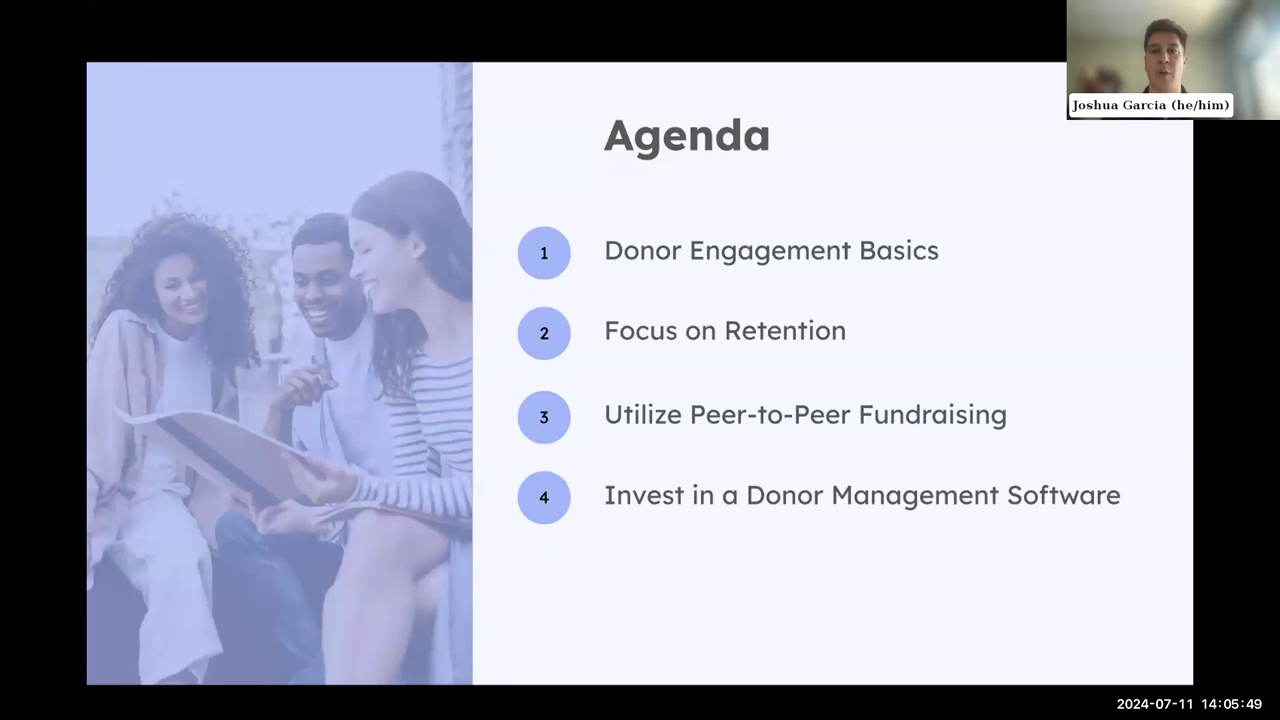 Joshua Garcia (he/him)
Agenda
1 Donor Engagement Basics
2 Focus on Retention
3 Utilize Peer-to-Peer Fundraising
4 Invest in a Donor Management Software
2024-07-11 14:05:49